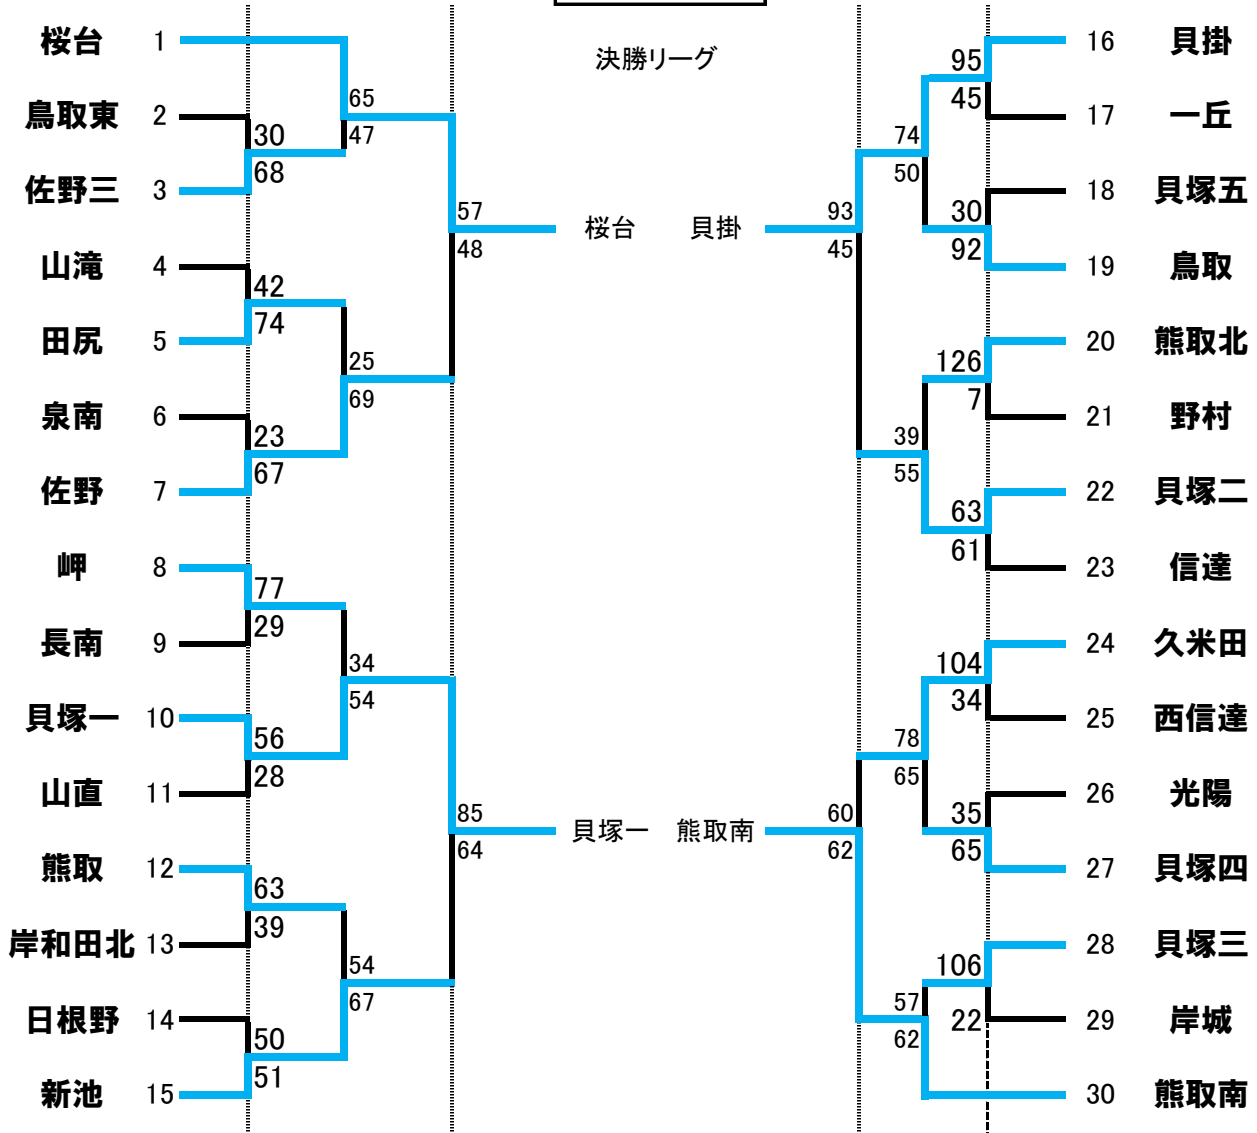 決勝リーグ
桜台 1
鳥取東 2
佐野三 3
山滝 4
田尻 5
泉南 6
佐野 7
岬 8
長南 9
貝塚一 10
山直 11
熊取 12
岸和田北 13
日根野 14
新池 15
30
68
42
74
23
67
77
29
56
28
63
39
50
51
65
47
25
69
34
54
54
67
57
48
85
64
桜台 貝掛
貝塚一 熊取南
93
45
60
62
74
50
39
55
78
65
57
62
95
45
30
92
126
7
63
61
104
34
35
65
106
22
16 貝掛
17 一丘
18 貝塚五
19 鳥取
20 熊取北
21 野村
22 貝塚二
23 信達
24 久米田
25 西信達
26 光陽
27 貝塚四
28 貝塚三
29 岸城
30 熊取南